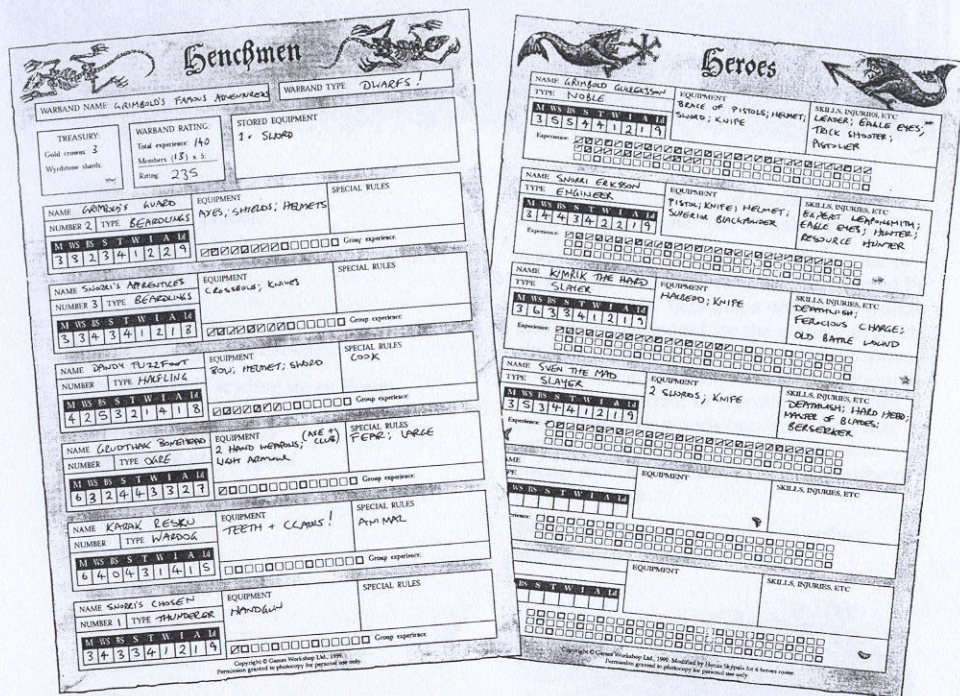 Henchmen
WARBAND NAME: GRIMBOLD'S FAMOUS
WARBAND TYPE: DWARFS!
TREASURY:
Gold crowns: 3
Wyrdstone shards:
WARBAND RATING:
Total experience: 140
Members (13) x 5:
Rating: 235
STORED EQUIPMENT
1 x SWORD
NAME GRIMBOLD'S GUARD
NUMBER 2 TYPE BEARDLINGS
M WS BS S T W I A Ld
3 3 2 3 4 1 2 2 9
EQUIPMENT
AXES, SHIELDS, HELMETS
SPECIAL RULES
Group experience:
NAME SNORRI'S APPRENTICES
NUMBER 3 TYPE BEARDLINGS
M WS BS S T W I A Ld
3 3 4 3 4 1 2 1 8
EQUIPMENT
CROSSBOWS, KNIVES
SPECIAL RULES
Group experience:
NAME DANDY FUZZFOOT
NUMBER TYPE HALFLING
M WS BS S T W I A Ld
4 2 5 3 2 1 4 1 8
EQUIPMENT
BOW; HELMET; SWORD
SPECIAL RULES
COOK
Group experience:
NAME BONEHEAD
NUMBER TYPE OGRE
M WS BS S T W I A Ld
6 3 2 4 4 3 3 2 7
EQUIPMENT
2 HAND WEAPONS; (AXE + CLUB)
LIGHT ARMOUR
SPECIAL RULES
FEAR; LARGE
Group experience:
NAME KARAK RESKU
NUMBER TYPE WARDOG
M WS BS S T W I A Ld
6 4 0 4 3 1 4 1 5
EQUIPMENT
TEETH + CLAWS!
SPECIAL RULES
ANIMAL
Group experience:
NAME SNORRI'S CHOSEN
NUMBER 1 TYPE THUNDERER
M WS BS S T W I A Ld
3 4 3 3 4 1 2 1 9
EQUIPMENT
HANDGUN
SPECIAL RULES
Group experience:
Copyright © Games Workshop Ltd., 1999.
Permission granted to photocopy for personal use only.
Heroes
NAME GRIMBOLD
TYPE NOBLE
M WS BS S T W I A Ld
3 5 5 4 4 1 2 1 9
Experience:
EQUIPMENT
BRACE OF PISTOLS; HELMET;
SWORD; KNIFE
SKILLS, INJURIES, ETC
LEADER; EAGLE EYES;
TRICK SHOOTER;
PISTOLIER
NAME SNORRI ERIKSSON
TYPE ENGINEER
M WS BS S T W I A Ld
3 4 4 3 4 2 2 1 9
Experience:
EQUIPMENT
PISTOL; KNIFE; HELMET;
SUPERIOR BLACKPOWDER
SKILLS, INJURIES, ETC
EXPERT WEAPONSMITH;
EAGLE EYES; HUNTER;
RESOURCE HUNTER
NAME KIMRIK THE HARD
TYPE SLAYER
M WS BS S T W I A Ld
3 6 3 3 4 1 2 1 9
Experience:
EQUIPMENT
HALBERD; KNIFE
SKILLS, INJURIES, ETC
DEATHWISH;
FEROCIOUS CHARGE;
OLD BATTLE WOUND
NAME SVEN THE MAD
TYPE SLAYER
M WS BS S T W I A Ld
3 5 3 4 4 1 2 1 9
Experience:
EQUIPMENT
2 SWORDS, KNIFE
SKILLS, INJURIES, ETC
DEATHWISH; HARD HEAD;
MASTER OF BLADES;
BERSERKER
EQUIPMENT
SKILLS, INJURIES, ETC
WS BS S T W I A Ld
EQUIPMENT
SKILLS, INJURIES, ETC
BS S T W I A Ld
Copyright © Games Workshop Ltd., 1999. Modified by for 6 heroes
Permission granted to photocopy for personal use only.